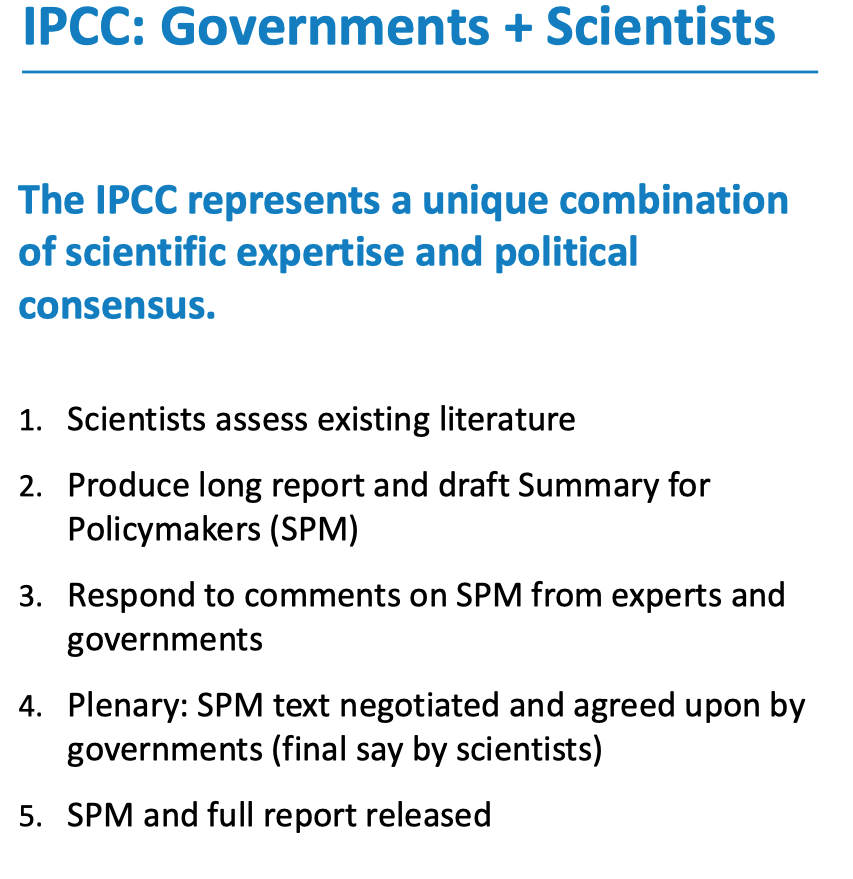 IPCC: Governments + Scientists
The IPCC represents a unique combination
of scientific expertise and political
consensus.
1. Scientists assess existing literature
2. Produce long report and draft Summary for
Policymakers (SPM)
3. Respond to comments on SPM from experts and
governments
4. Plenary: SPM text negotiated and agreed upon by
governments (final say by scientists)
5. SPM and full report released